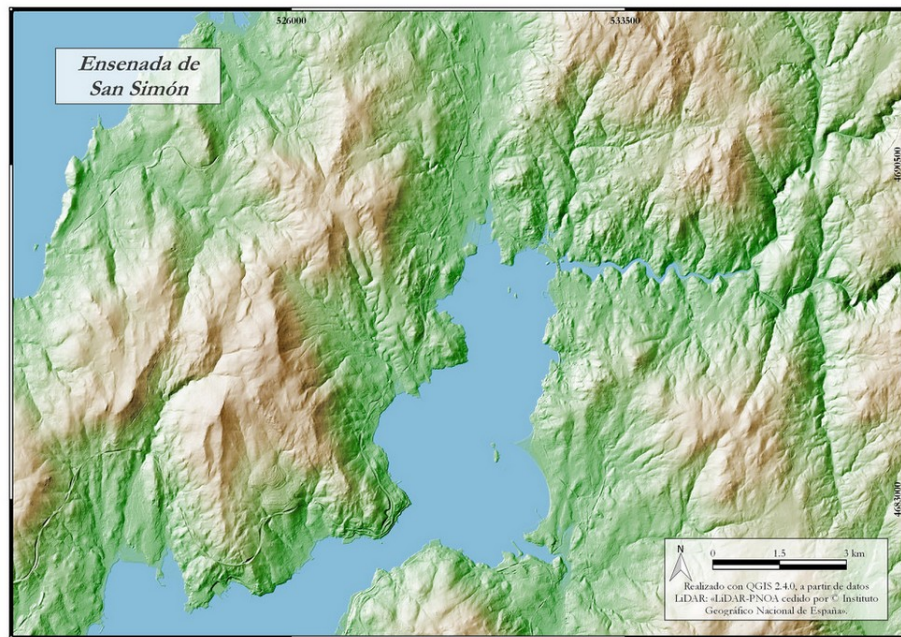 526000
533500
Ensenada de
San Simón
4690500
4683000
N
0 1.5 3 km
Realizado con QGIS 2.4.0, a partir de datos
LiDAR: «LiDAR-PNOA cedido por © Instituto
Geográfico Nacional de España».